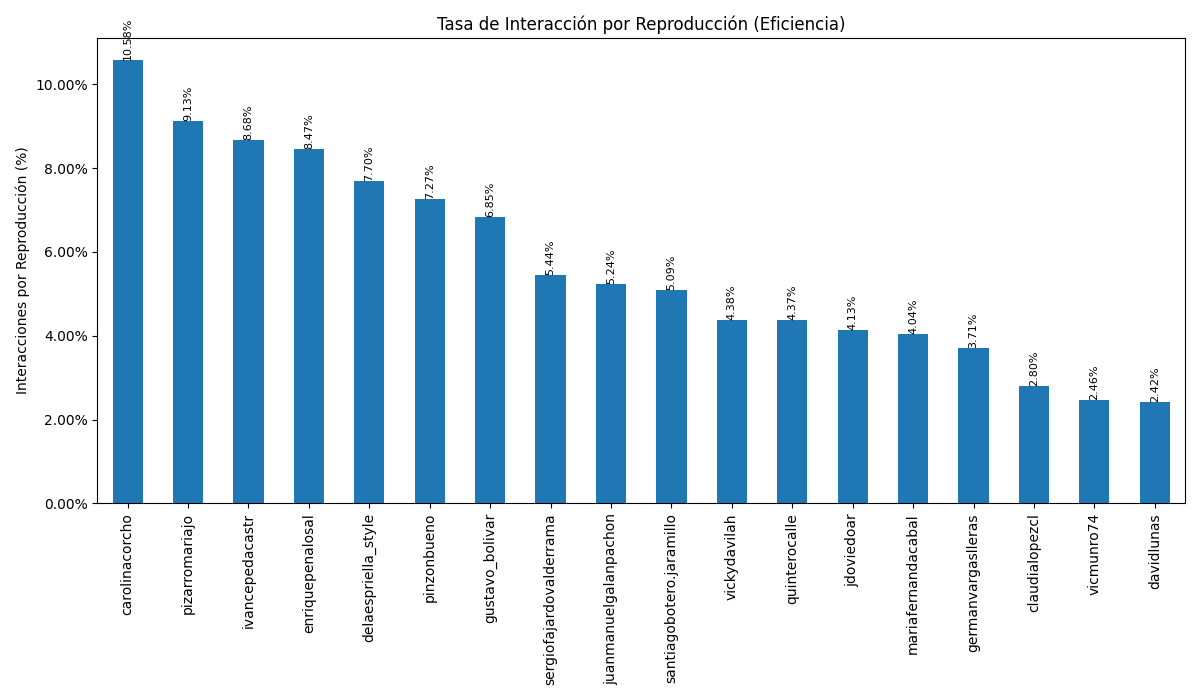 Tasa de Interacción por Reproducción (Eficiencia)
Interacciones por Reproducción (%)
10.00%
8.00%
6.00%
4.00%
2.00%
0.00%
10.58%
9.13%
8.68%
8.47%
7.70%
7.27%
6.85%
5.44%
5.24%
5.09%
4.38%
4.37%
4.13%
4.04%
3.71%
2.80%
2.46%
2.42%
carolinacorcho
pizarromariajo
ivancepedacastr
enriquepenalosal
delaespriella_style
pinzonbueno
gustavo_bolivar
sergiofajardovalderrama
juanmanuelgalanpachon
santiagobotero.jaramillo
vickydavilah
quinterocalle
jdoviedoar
mariafernandacabal
germanvargaslleras
claudialopezcl
vicmunro74
davidlunas